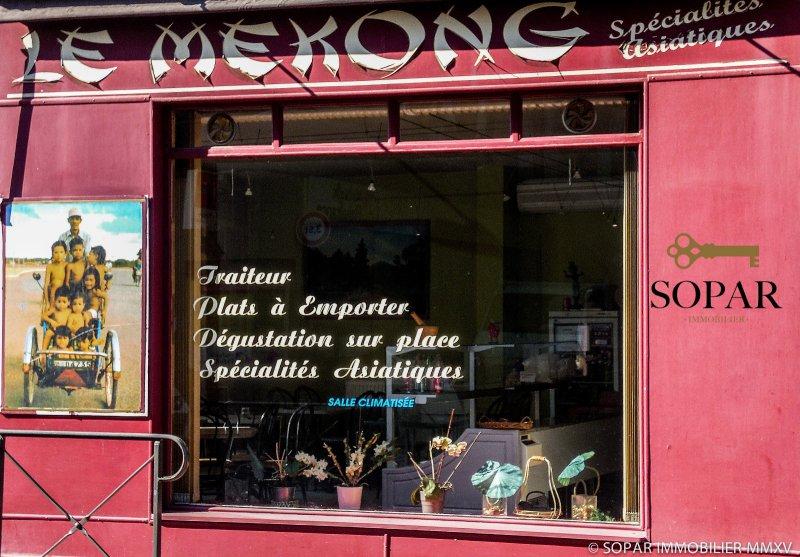 LE MEKONG
Spécialités
Asiatiques
Traiteur
Plats à Emporter
Dégustation sur place
Spécialités Asiatiques
SALLE CLIMATISÉE
SOPAR
·IMMOBILIER·
© SOPAR IMMOBILIER-MMXV